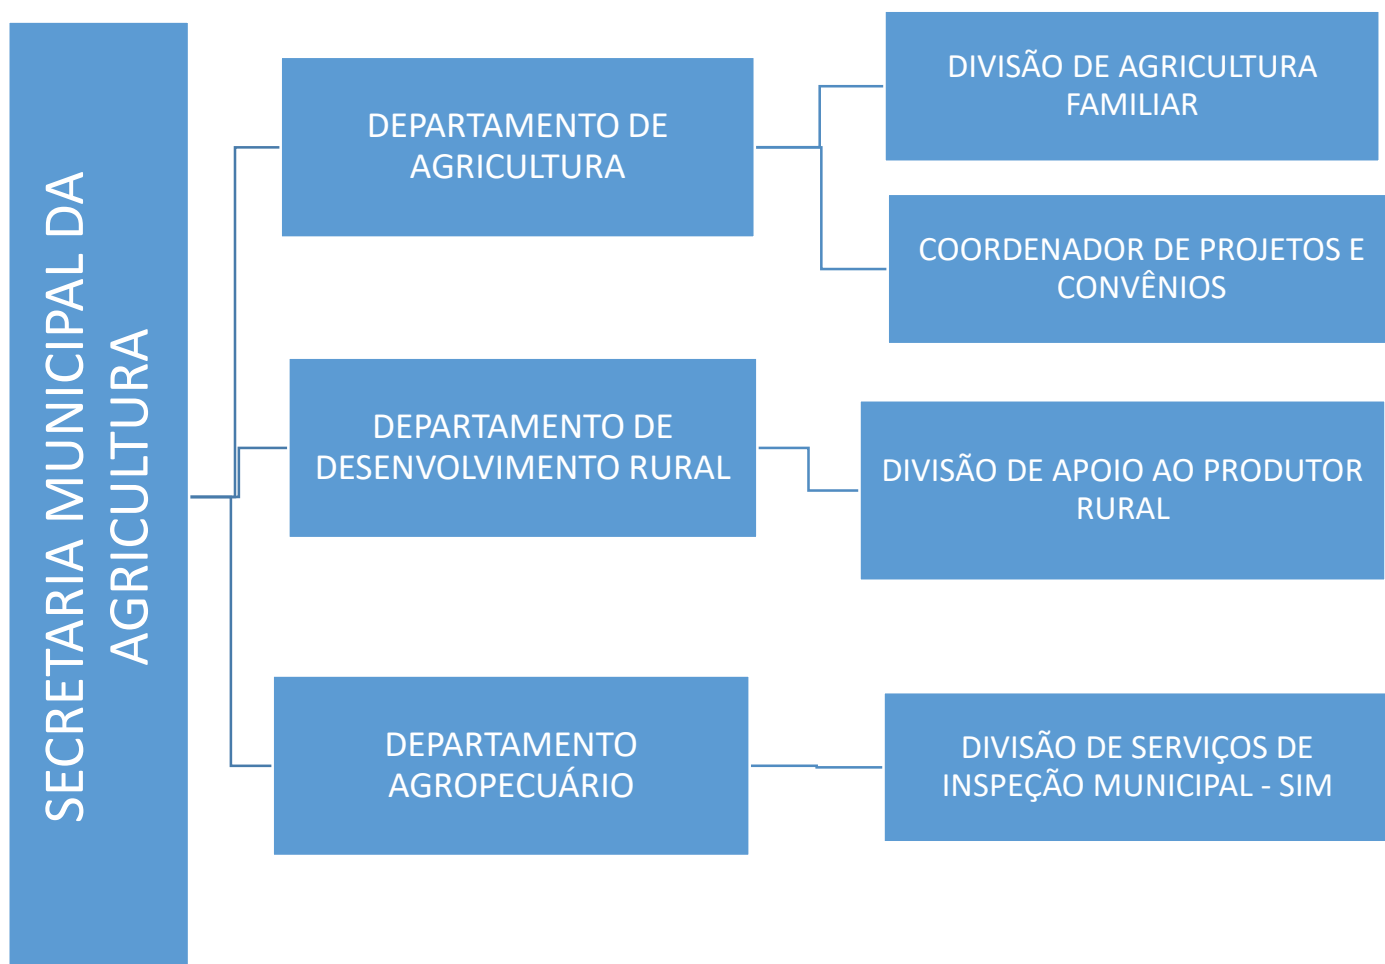 SECRETARIA MUNICIPAL DA
AGRICULTURA
DEPARTAMENTO DE
AGRICULTURA
DIVISÃO DE AGRICULTURA
FAMILIAR
COORDENADOR DE PROJETOS E
CONVÊNIOS
DEPARTAMENTO DE
DESENVOLVIMENTO RURAL
DIVISÃO DE APOIO AO PRODUTOR
RURAL
DEPARTAMENTO
AGROPECUÁRIO
DIVISÃO DE SERVIÇOS DE
INSPEÇÃO MUNICIPAL - SIM